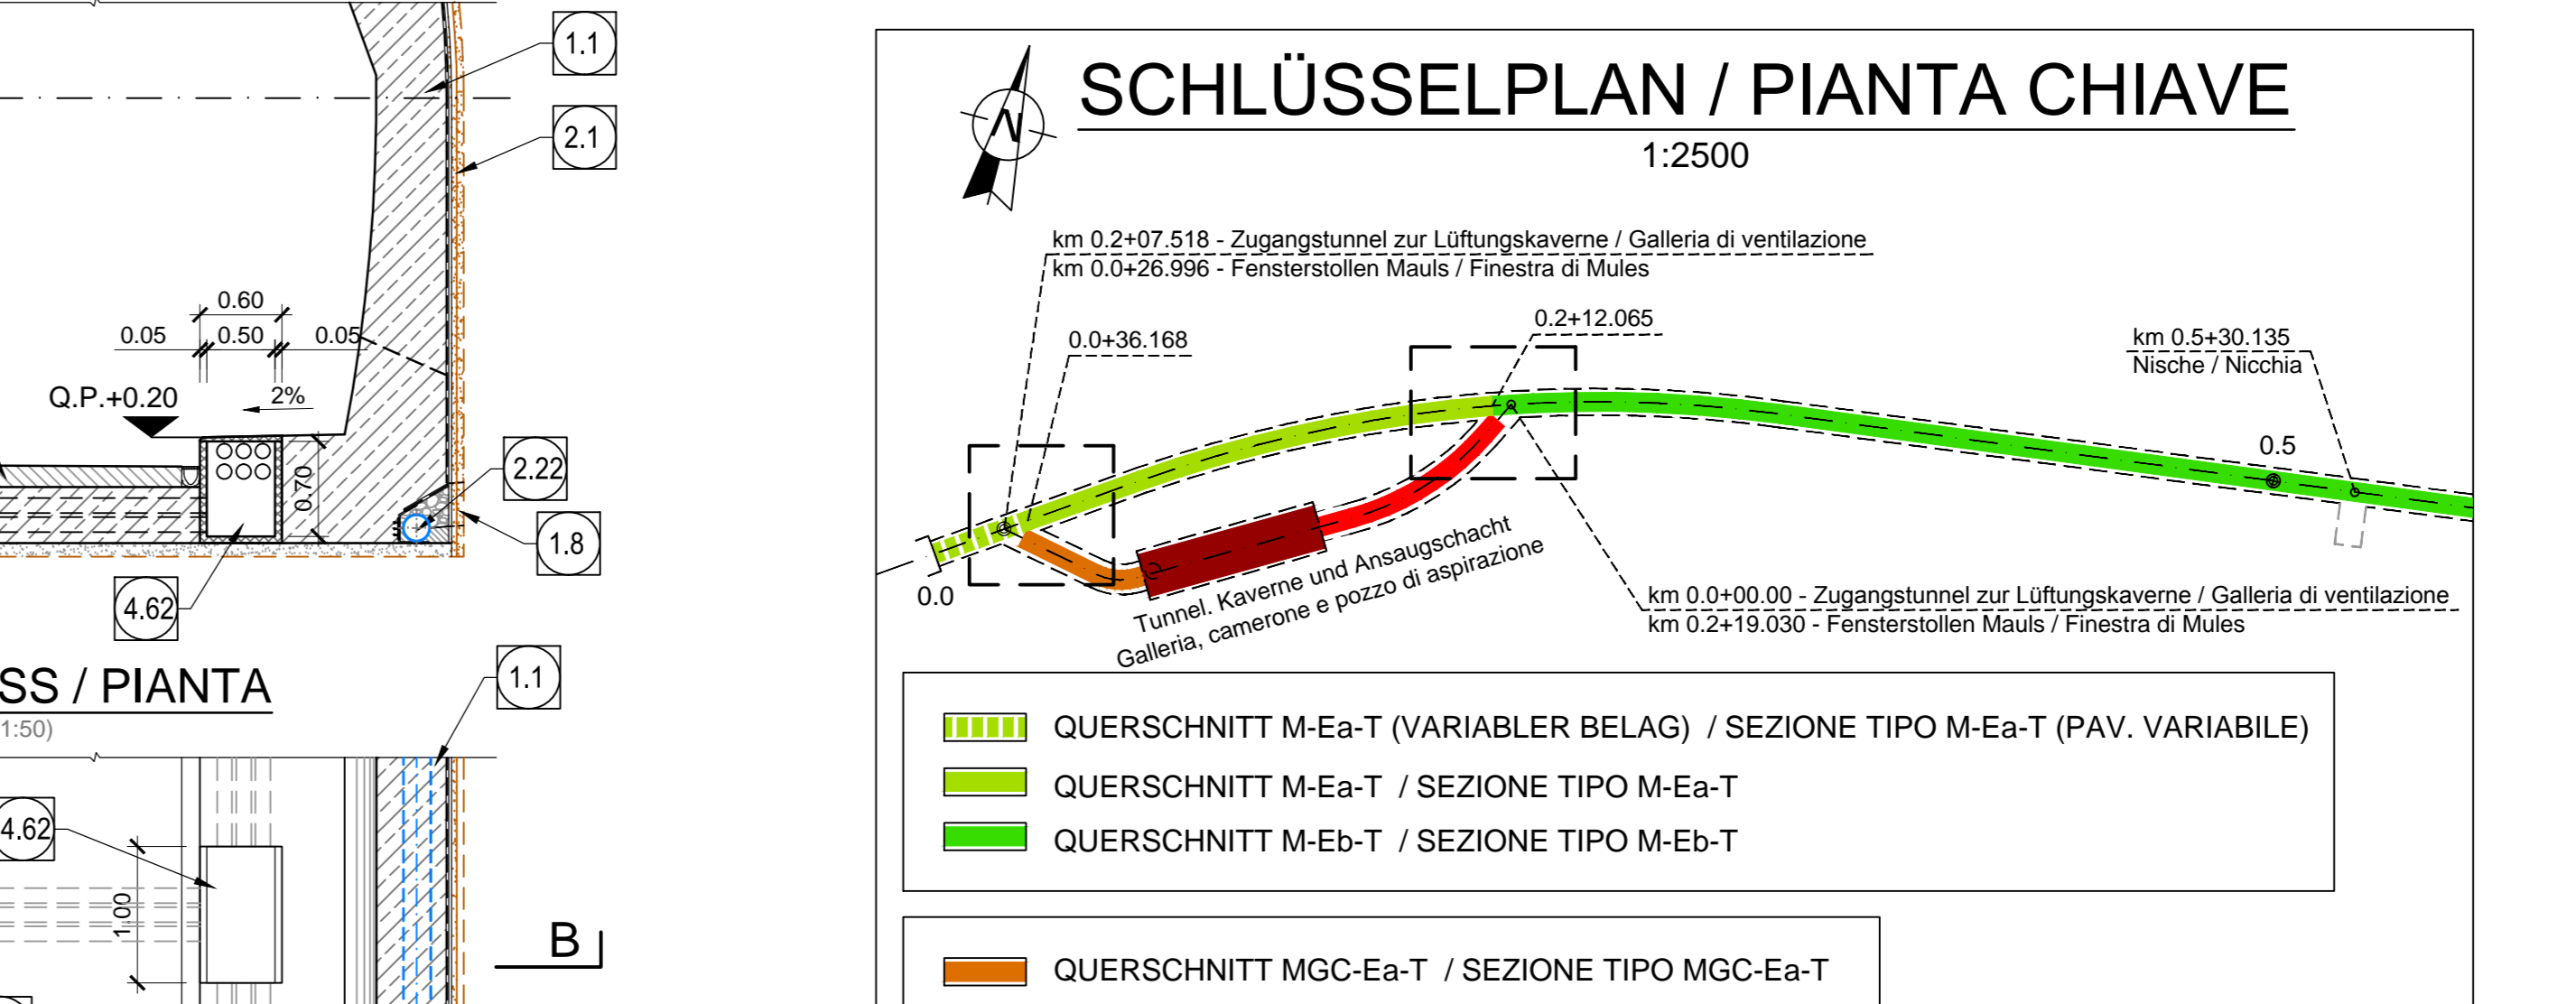 1.1
2.1
0.60
0.05
0.50
0.05
Q.P.+0.20
2%
0.70
2.22
1.8
4.62
SS / PIANTA
1:50)
1.1
4.62
1.00
B
N
SCHLÜSSELPLAN / PIANTA CHIAVE
1:2500
km 0.2+07.518 - Zugangstunnel zur Lüftungskaverne / Galleria di ventilazione
km 0.0+26.996 - Fensterstollen Mauls / Finestra di Mules
0.0+36.168
0.2+12.065
km 0.5+30.135
Nische / Nicchia
0.5
0.0
Tunnel. Kaverne und Ansaugschacht
Galleria, camerone e pozzo di aspirazione
km 0.0+00.00 - Zugangstunnel zur Lüftungskaverne / Galleria di ventilazione
km 0.2+19.030 - Fensterstollen Mauls / Finestra di Mules
QUERSCHNITT M-Ea-T (VARIABLER BELAG) / SEZIONE TIPO M-Ea-T (PAV. VARIABILE)
QUERSCHNITT M-Ea-T / SEZIONE TIPO M-Ea-T
QUERSCHNITT M-Eb-T / SEZIONE TIPO M-Eb-T
QUERSCHNITT MGC-Ea-T / SEZIONE TIPO MGC-Ea-T